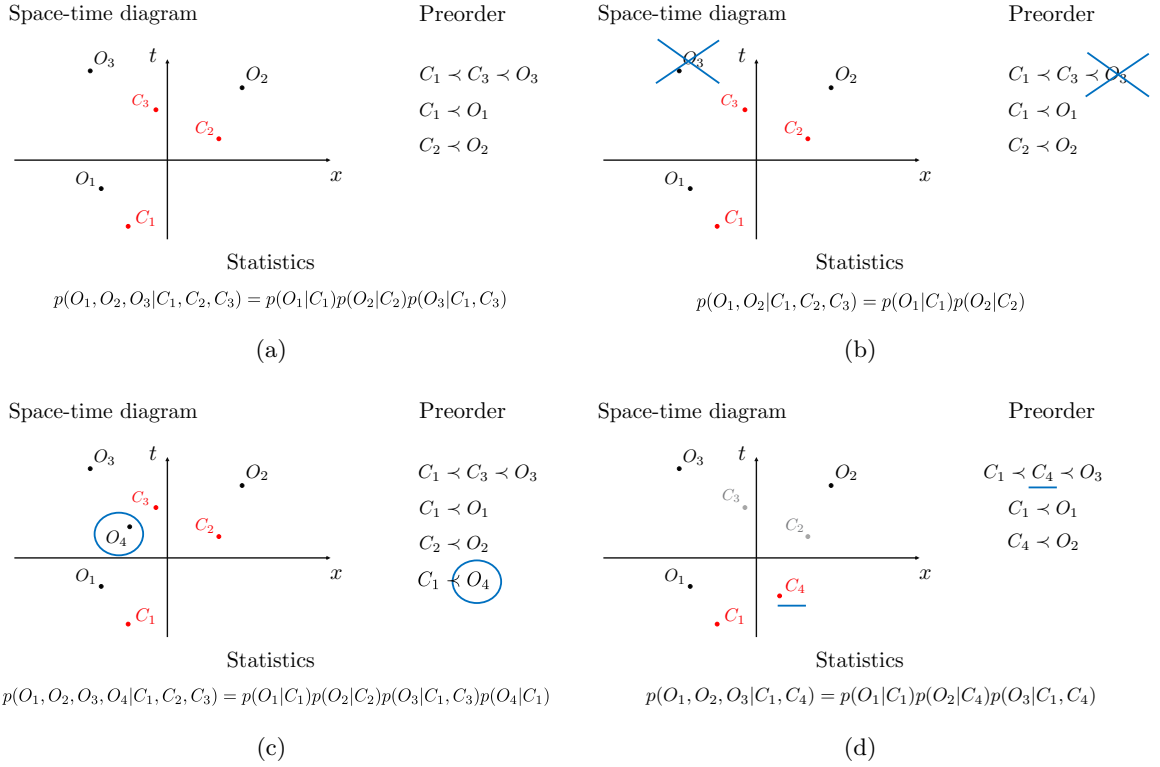 Space-time diagram
Preorder
t
x
O₃
O₂
C₃
C₂
O₁
C₁
C₁ ≺ C₃ ≺ O₃
C₁ ≺ O₁
C₂ ≺ O₂
Statistics
p(O₁, O₂, O₃|C₁, C₂, C₃) = p(O₁|C₁)p(O₂|C₂)p(O₃|C₁, C₃)
(a)
Space-time diagram
Preorder
t
x
O₃
O₂
C₃
C₂
O₁
C₁
C₁ ≺ C₃ ≺ O₃
C₁ ≺ O₁
C₂ ≺ O₂
Statistics
p(O₁, O₂|C₁, C₂, C₃) = p(O₁|C₁)p(O₂|C₂)
(b)
Space-time diagram
Preorder
t
x
O₃
O₂
C₃
C₂
O₄
O₁
C₁
C₁ ≺ C₃ ≺ O₃
C₁ ≺ O₁
C₂ ≺ O₂
C₁ ≺ O₄
Statistics
p(O₁, O₂, O₃, O₄|C₁, C₂, C₃) = p(O₁|C₁)p(O₂|C₂)p(O₃|C₁, C₃)p(O₄|C₁)
(c)
Space-time diagram
Preorder
t
x
O₃
O₂
C₃
C₂
O₁
C₄
C₁
C₁ ≺ C₄ ≺ O₃
C₁ ≺ O₁
C₄ ≺ O₂
Statistics
p(O₁, O₂, O₃|C₁, C₄) = p(O₁|C₁)p(O₂|C₄)p(O₃|C₁, C₄)
(d)